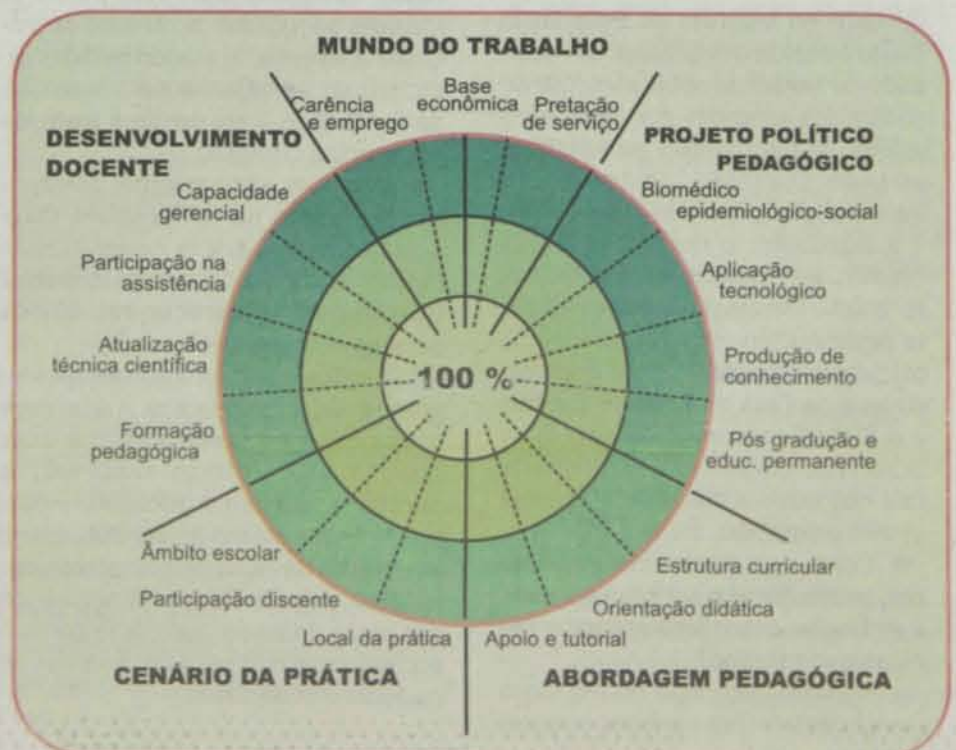 MUNDO DO TRABALHO
Carência
e emprego
Base
econômica
Pretação
de serviço
DESENVOLVIMENTO
DOCENTE
Capacidade
gerencial
Participação na
assistência
Atualização
técnica científica
Formação
pedagógica
PROJETO POLÍTICO
PEDAGÓGICO
Biomédico
epidemiológico-social
Aplicação
tecnológico
Produção de
conhecimento
Pós gradução e
educ. permanente
100 %
Âmbito escolar
Participação discente
Local da prática
CENÁRIO DA PRÁTICA
Estrutura curricular
Orientação didática
Apoio e tutorial
ABORDAGEM PEDAGÓGICA